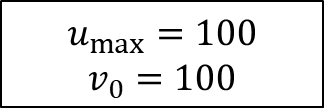 u_max = 100
v_0 = 100